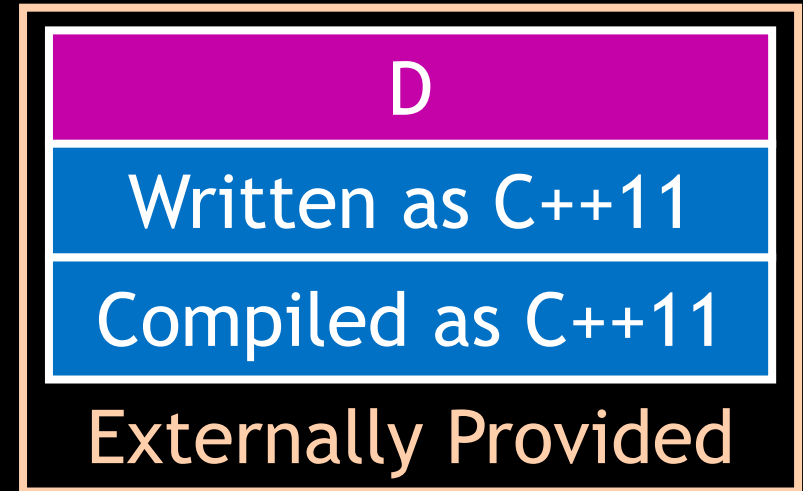 D
Written as C++11
Compiled as C++11
Externally Provided